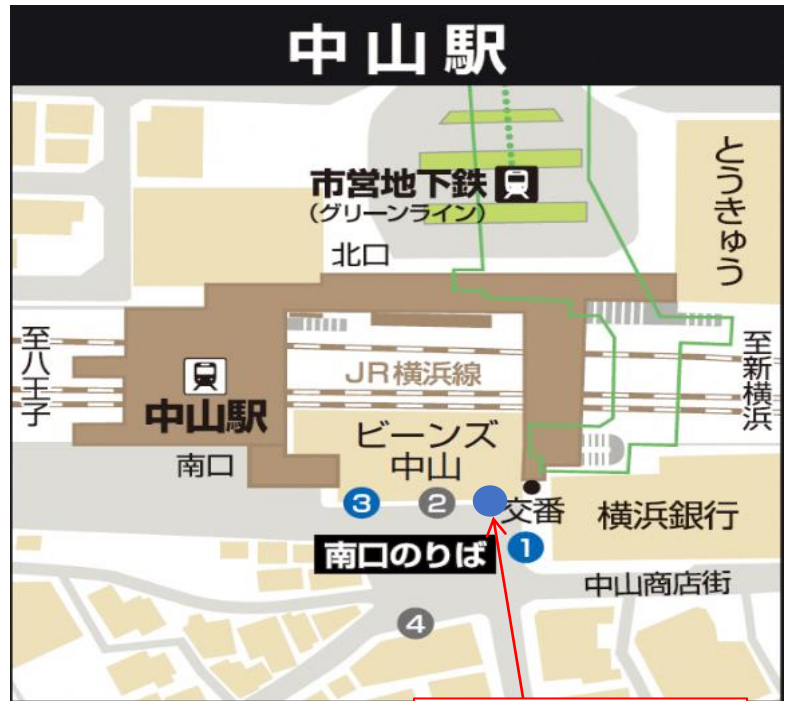 中山駅
とうきゅう
市営地下鉄
(グリーンライン)
北口
至八王子
至新横浜
JR横浜線
中山駅
ビーンズ
中山
南口
3
2
交番
横浜銀行
1
南口のりば
中山商店街
4